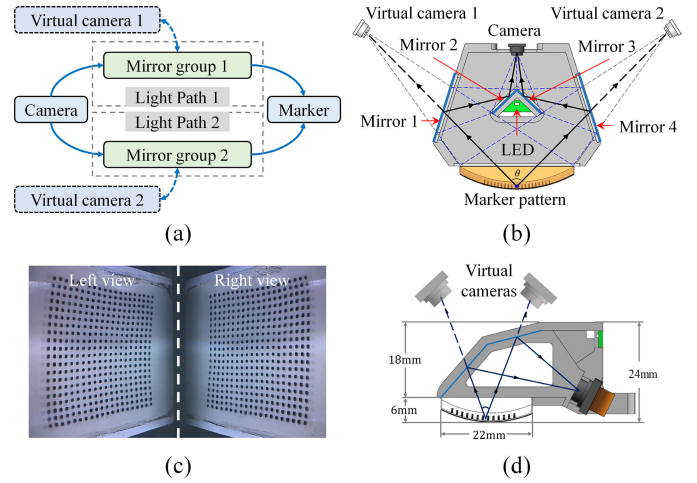 Virtual camera 1
Mirror group 1
Light Path 1
Camera
Marker
Light Path 2
Mirror group 2
Virtual camera 2
(a)
Virtual camera 1
Camera
Virtual camera 2
Mirror 2
Mirror 3
Mirror 1
Mirror 4
LED
θ
Marker pattern
(b)
Left view
Right view
(c)
Virtual
cameras
18mm
24mm
6mm
22mm
(d)